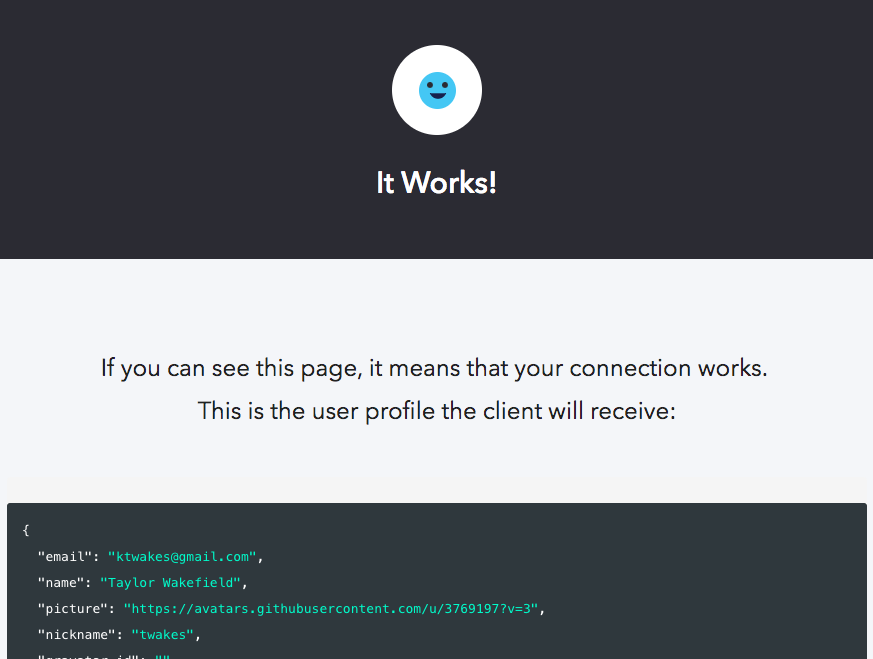 It Works!
If you can see this page, it means that your connection works.
This is the user profile the client will receive:
{
"email": "ktwakes@gmail.com",
"name": "Taylor Wakefield",
"picture": "https://avatars.githubusercontent.com/u/3769197?v=3",
"nickname": "twakes",
"gravatar_id": ""